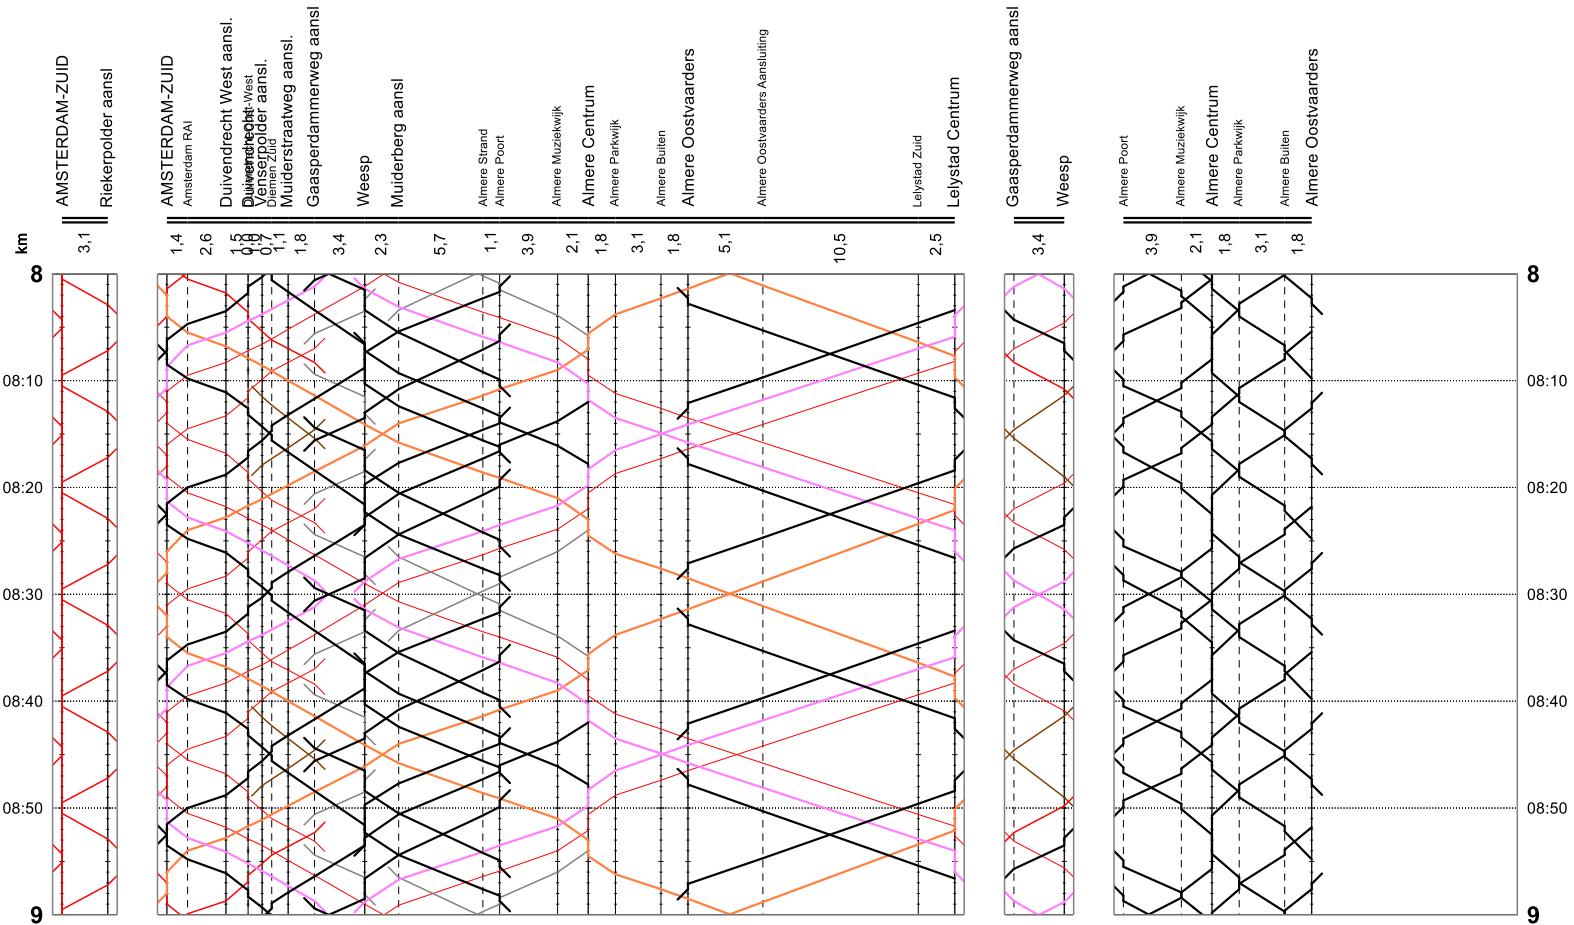 AMSTERDAM-ZUID
Riekerpolder aansl
AMSTERDAM-ZUID
Amsterdam RAI
Duivendrecht West aansl.
Duivendrecht
Venserpolder aansl.
Diemen Zuid
Muiderstraatweg aansl.
Gaasperdammerweg aansl
Weesp
Muiderberg aansl
Almere Strand
Almere Poort
Almere Muziekwijk
Almere Centrum
Almere Parkwijk
Almere Buiten
Almere Oostvaarders
Almere Oostvaarders Aansluiting
Lelystad Zuid
Lelystad Centrum
Gaasperdammerweg aansl
Weesp
Almere Poort
Almere Muziekwijk
Almere Centrum
Almere Parkwijk
Almere Buiten
Almere Oostvaarders
km
3,1
1,4
2,6
1,5
0,7
1,1
1,8
3,4
2,3
5,7
1,1
3,9
2,1
1,8
3,1
1,8
5,1
10,5
2,5
3,4
3,9
2,1
1,8
3,1
1,8
8
8
08:10
08:10
08:20
08:20
08:30
08:30
08:40
08:40
08:50
08:50
9
9